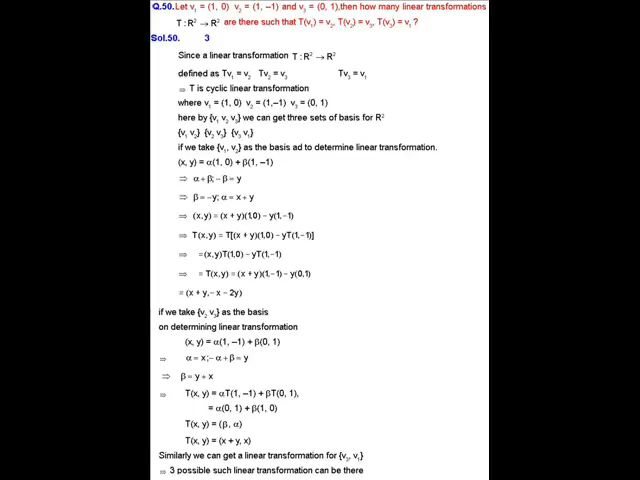 Q.50. Let v₁ = (1, 0) v₂ = (1, –1) and v₃ = (0, 1),then how many linear transformations
T : R² → R² are there such that T(v₁) = v₂, T(v₂) = v₃, T(v₃) = v₁ ?
Sol.50. 3
Since a linear transformation T : R² → R²
defined as Tv₁ = v₂ Tv₂ = v₃ Tv₃ = v₁
⇒ T is cyclic linear transformation
where v₁ = (1, 0) v₂ = (1,–1) v₃ = (0, 1)
here by {v₁ v₂ v₃} we can get three sets of basis for R²
{v₁ v₂} {v₂ v₃} {v₃ v₁}
if we take {v₁, v₂} as the basis ad to determine linear transformation.
(x, y) = α(1, 0) + β(1, –1)
⇒ α + β;– β = y
⇒ β = –y; α = x + y
⇒ (x,y) = (x + y)(1,0) – y(1,–1)
⇒ T(x,y) = T[(x + y)(1,0) – yT(1,–1)]
⇒ =(x,y)T(1,0) – yT(1,–1)
⇒ = T(x,y) = (x + y)(1,–1) – y(0,1)
= (x + y,– x – 2y)
if we take {v₂ v₃} as the basis
on determining linear transformation
(x, y) = α(1, –1) + β(0, 1)
⇒ α = x;– α + β = y
⇒ β = y + x
⇒ T(x, y) = αT(1, –1) + βT(0, 1),
= α(0, 1) + β(1, 0)
T(x, y) = (β, α)
T(x, y) = (x + y, x)
Similarly we can get a linear transformation for {v₃, v₁}
⇒ 3 possible such linear transformation can be there